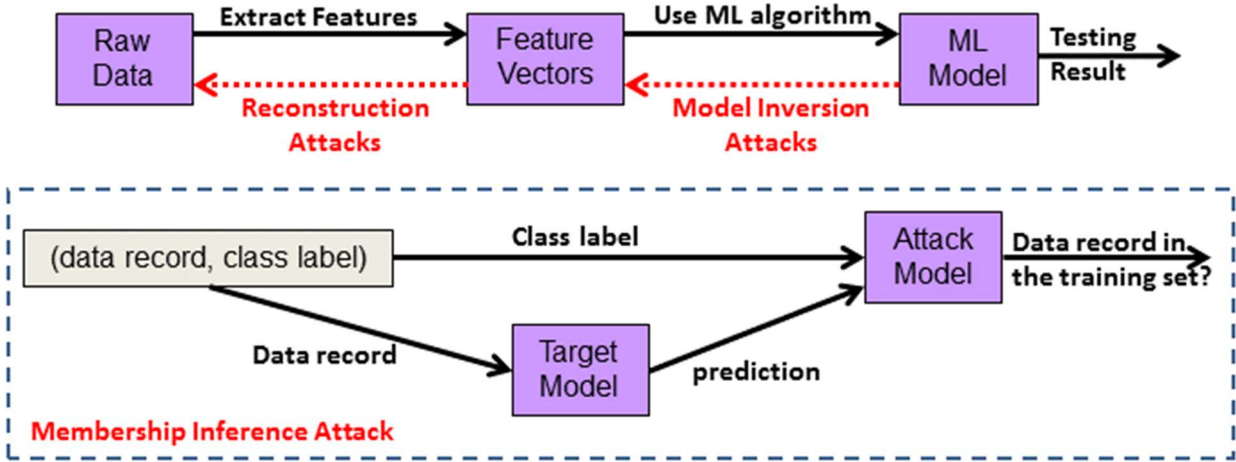 Extract Features
Use ML algorithm
Raw
Data
Feature
Vectors
ML
Model
Testing
Result
Reconstruction
Attacks
Model Inversion
Attacks
(data record, class label)
Class label
Attack
Model
Data record in
the training set?
Data record
Target
Model
prediction
Membership Inference Attack